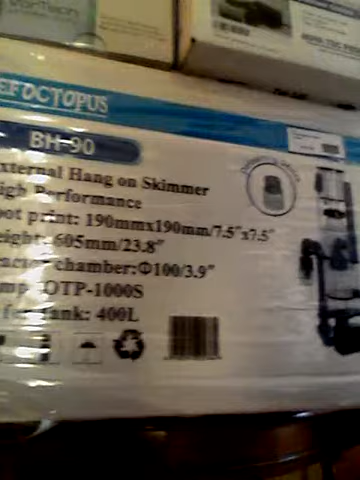 EFOCTOPUS
BH-90
xternal Hang on Skimmer
igh Performance
oot print: 190mmx190mm/7.5"x7.5"
eight: 605mm/23.8"
chamber:Φ100/3.9"
mp: OTP-1000S
for tank: 400L